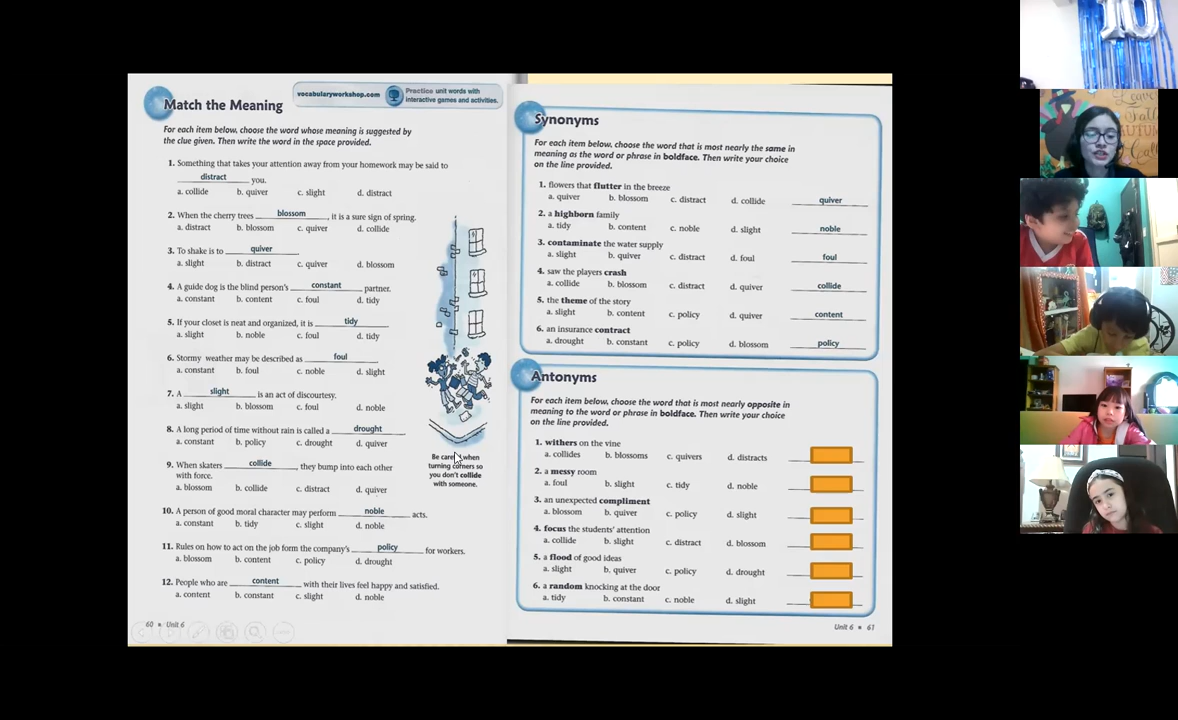 Match the Meaning
vocabularyworkshop.com
Practice unit words with
interactive games and activities.
For each item below, choose the word whose meaning is suggested by
the clue given. Then write the word in the space provided.
1. Something that takes your attention away from your homework may be said to
distract you.
a. collide b. quiver c. slight d. distract
2. When the cherry trees blossom, it is a sure sign of spring.
a. distract b. blossom c. quiver d. collide
3. To shake is to quiver.
a. slight b. distract c. quiver d. blossom
4. A guide dog is the blind person's constant partner.
a. constant b. content c. foul d. tidy
5. If your closet is neat and organized, it is tidy
a. slight b. noble c. foul d. tidy
6. Stormy weather may be described as foul
a. constant b. foul c. noble d. slight
7. A slight is an act of discourtesy.
a. slight b. blossom c. foul d. noble
8. A long period of time without rain is called a drought
a. constant b. policy c. drought d. quiver
9. When skaters collide, they bump into each other
with force.
a. blossom b. collide c. distract d. quiver
10. A person of good moral character may perform noble acts.
a. constant b. tidy c. slight d. noble
11. Rules on how to act on the job form the company's policy for workers.
a. blossom b. content c. policy d. drought
12. People who are content with their lives feel happy and satisfied.
a. content b. constant c. slight d. noble
Be careful when
turning corners so
you don't collide
with someone.
60 • Unit 6
Synonyms
For each item below, choose the word that is most nearly the same in
meaning as the word or phrase in boldface. Then write your choice
on the line provided.
1. flowers that flutter in the breeze
a. quiver b. blossom c. distract d. collide quiver
2. a highborn family
a. tidy b. content c. noble d. slight noble
3. contaminate the water supply
a. slight b. quiver c. distract d. foul foul
4. saw the players crash
a. collide b. blossom c. distract d. quiver collide
5. the theme of the story
a. slight b. content c. policy d. quiver content
6. an insurance contract
a. drought b. constant c. policy d. blossom policy
Antonyms
For each item below, choose the word that is most nearly opposite in
meaning to the word or phrase in boldface. Then write your choice
on the line provided.
1. withers on the vine
a. collides b. blossoms c. quivers d. distracts
2. a messy room
a. foul b. slight c. tidy d. noble
3. an unexpected compliment
a. blossom b. quiver c. policy d. slight
4. focus the students' attention
a. collide b. slight c. distract d. blossom
5. a flood of good ideas
a. slight b. quiver c. policy d. drought
6. a random knocking at the door
a. tidy b. constant c. noble d. slight
Unit 6 • 61
10
Leave
Fall
AUTUM